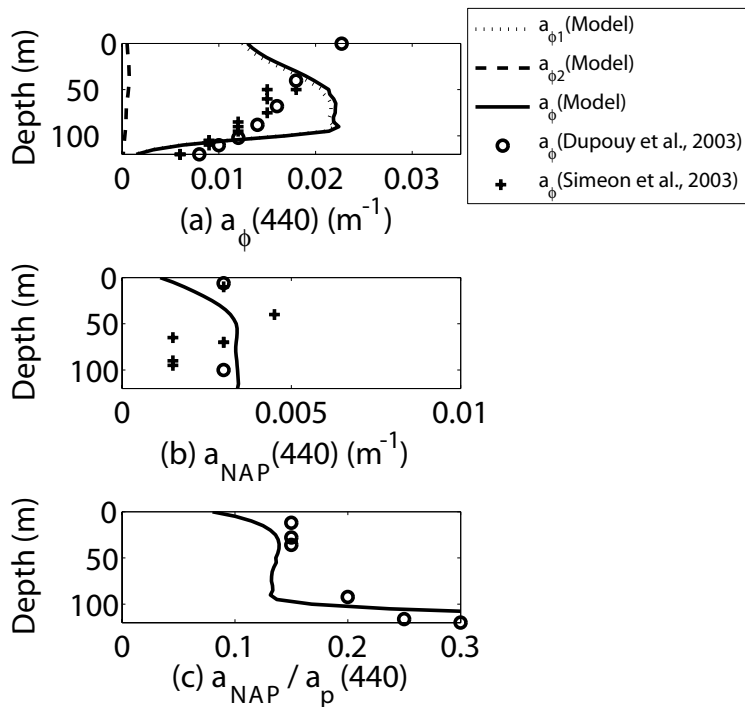 a_ϕ1(Model)
a_ϕ2(Model)
a_ϕ(Model)
a_ϕ(Dupouy et al., 2003)
a_ϕ(Simeon et al., 2003)
Depth (m)
0
50
100
0 0.01 0.02 0.03
(a) a_ϕ(440) (m^-1)
Depth (m)
0
50
100
0 0.005 0.01
(b) a_NAP(440) (m^-1)
Depth (m)
0
50
100
0 0.1 0.2 0.3
(c) a_NAP / a_p (440)